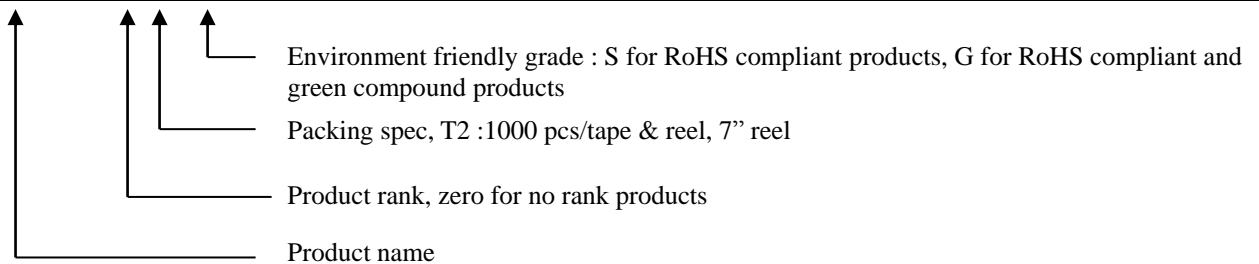 Environment friendly grade : S for RoHS compliant products, G for RoHS compliant and
green compound products
Packing spec, T2 :1000 pcs/tape & reel, 7” reel
Product rank, zero for no rank products
Product name